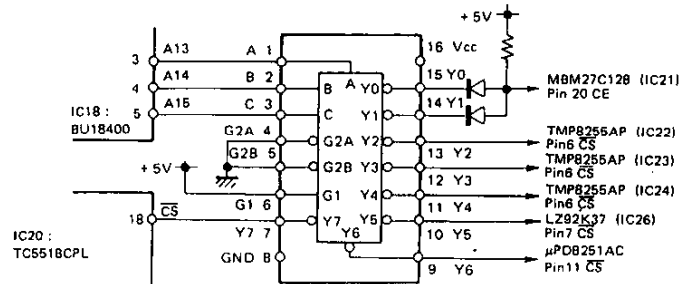 +5V
16 Vcc
3 A13 A 1
A Y0 15 Y0
MBM27C128 (IC21)
Pin 20 CE
4 A14 B 2 B
Y1 14 Y1
5 A15 C 3 C
IC18 :
BU18400
G2A 4 G2A Y2
TMP8255AP (IC22)
Pin6 CS
13 Y2
G2B 5 G2B Y3
TMP8255AP (IC23)
Pin6 CS
12 Y3
+5V
G1 Y4
TMP8255AP (IC24)
Pin6 CS
G1 6
11 Y4
18 CS
Y7 Y5
LZ92K37 (IC26)
Pin7 CS
Y7 7 Y6
10 Y5
IC20 :
TC551BCPL
GND 8
μPD8251AC
Pin11 CS
9 Y6